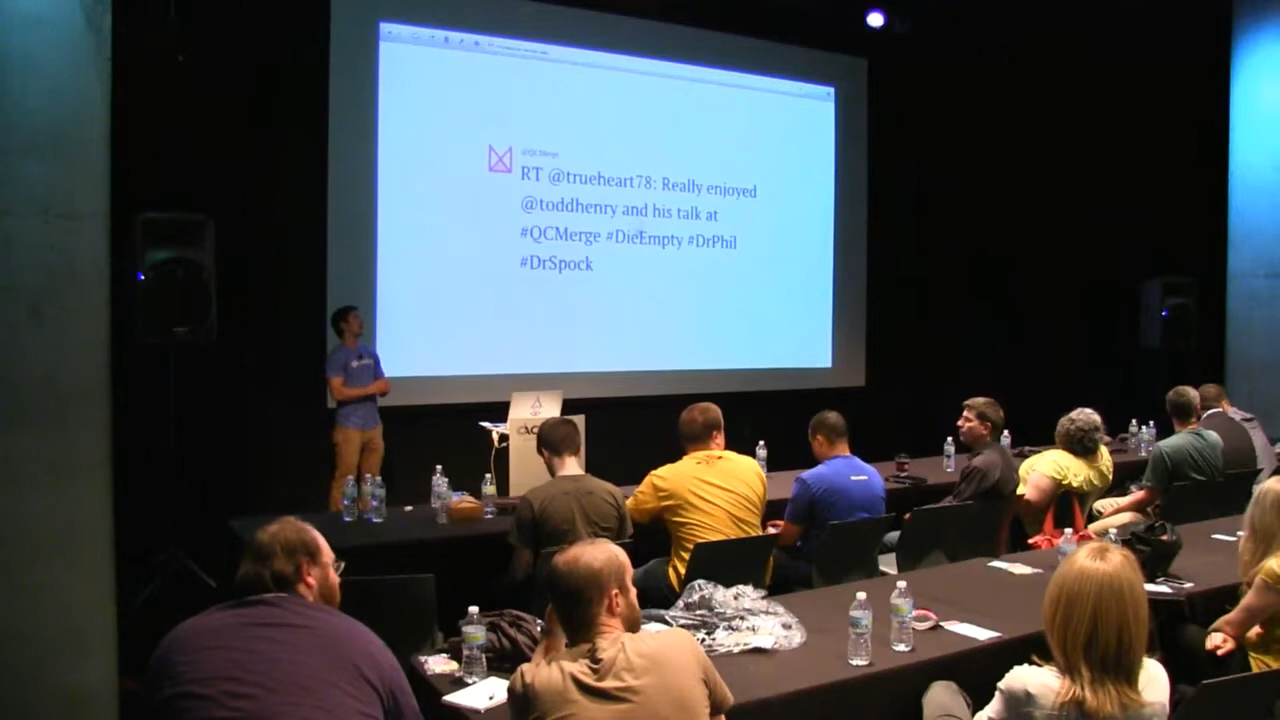 @QCMerge
RT @trueheart78: Really enjoyed
@toddhenry and his talk at
#QCMerge #DieEmpty #DrPhil
#DrSpock